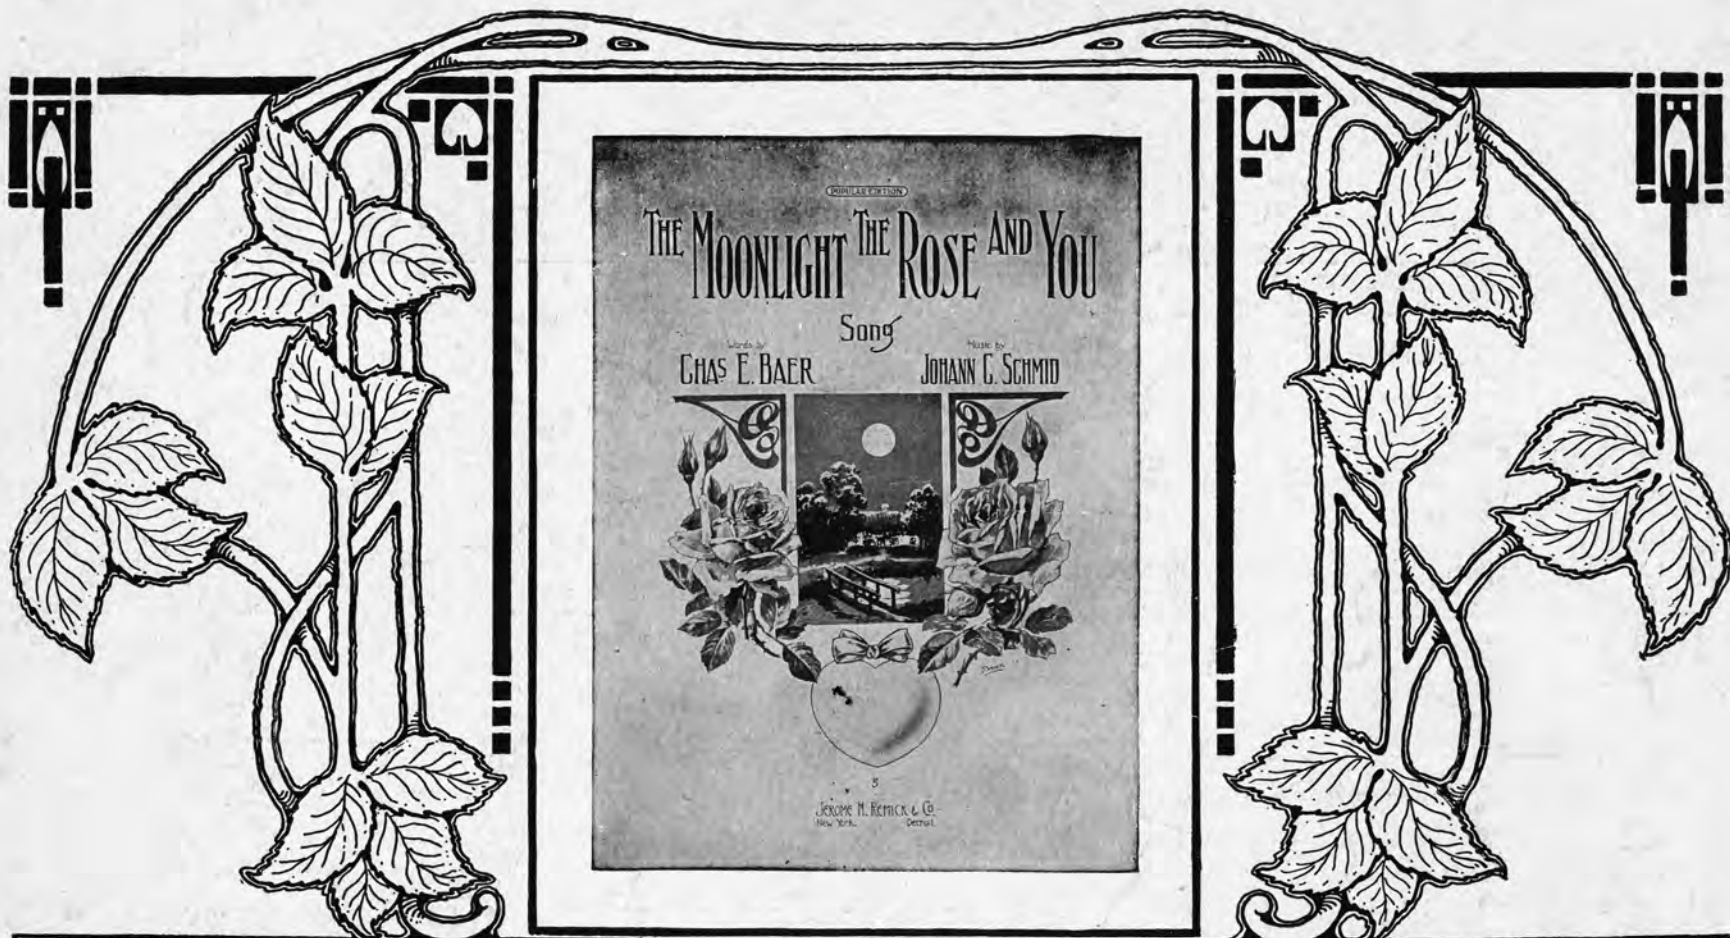 POPULAR EDITION
THE MOONLIGHT THE ROSE AND YOU
Song
Words by
CHAS E. BAER
Music by
JOHANN C. SCHMID
5
JEROME H. REMICK & CO.
New York. Detroit.